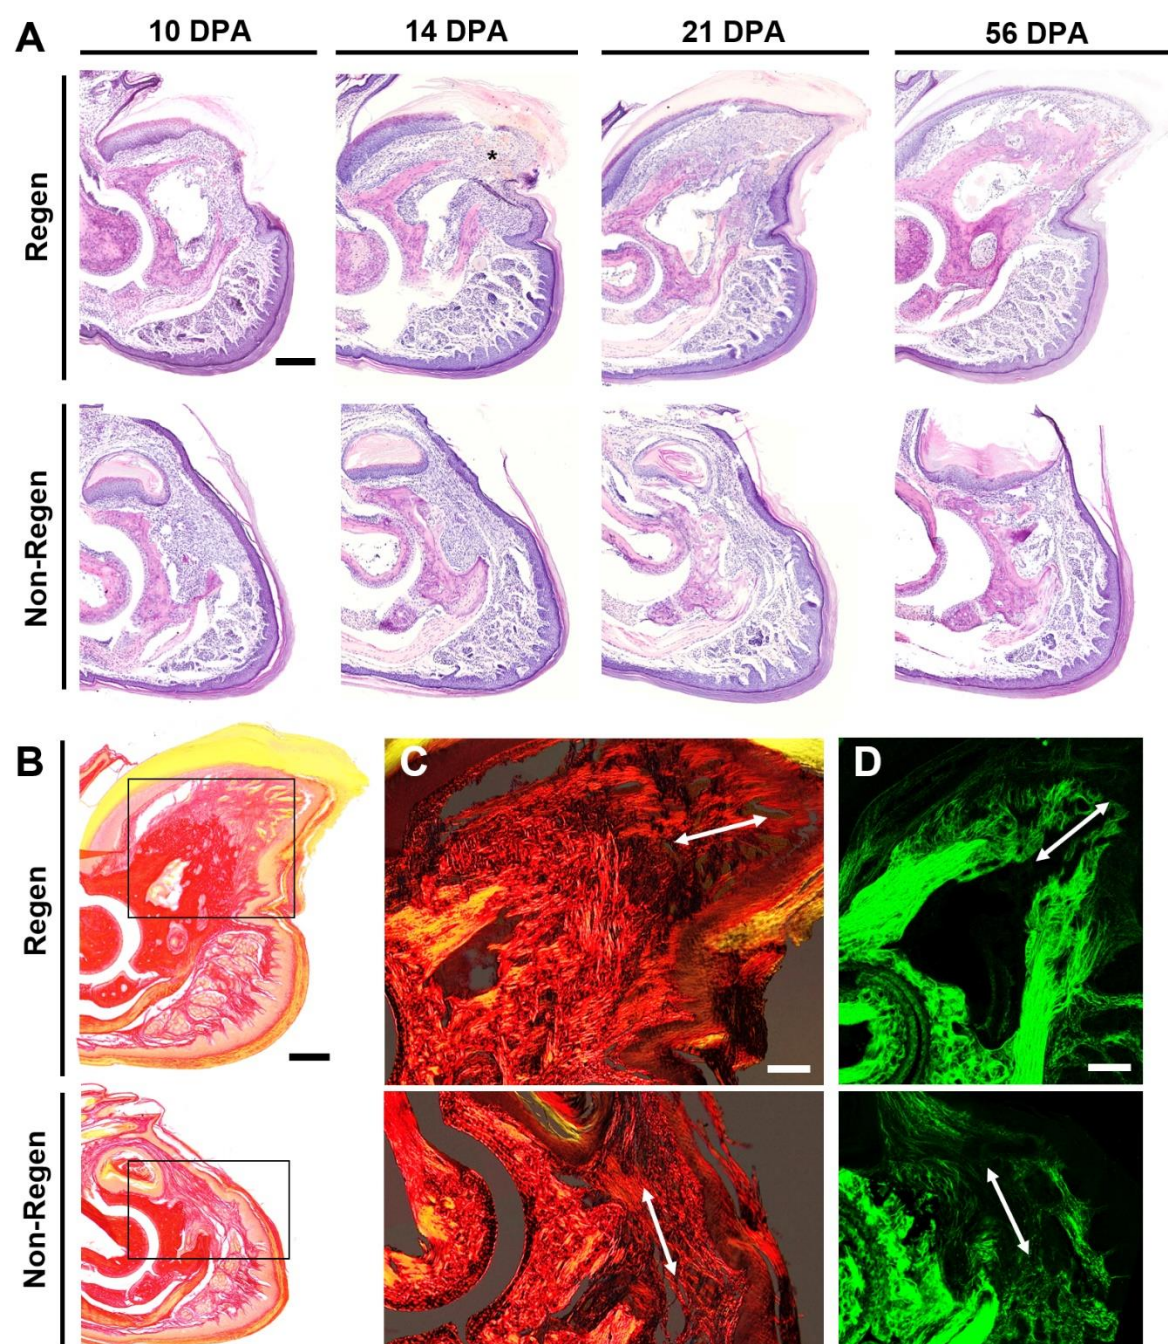 A
10 DPA
14 DPA
21 DPA
56 DPA
Regen
*
Non-Regen
B
C
D
Regen
Non-Regen